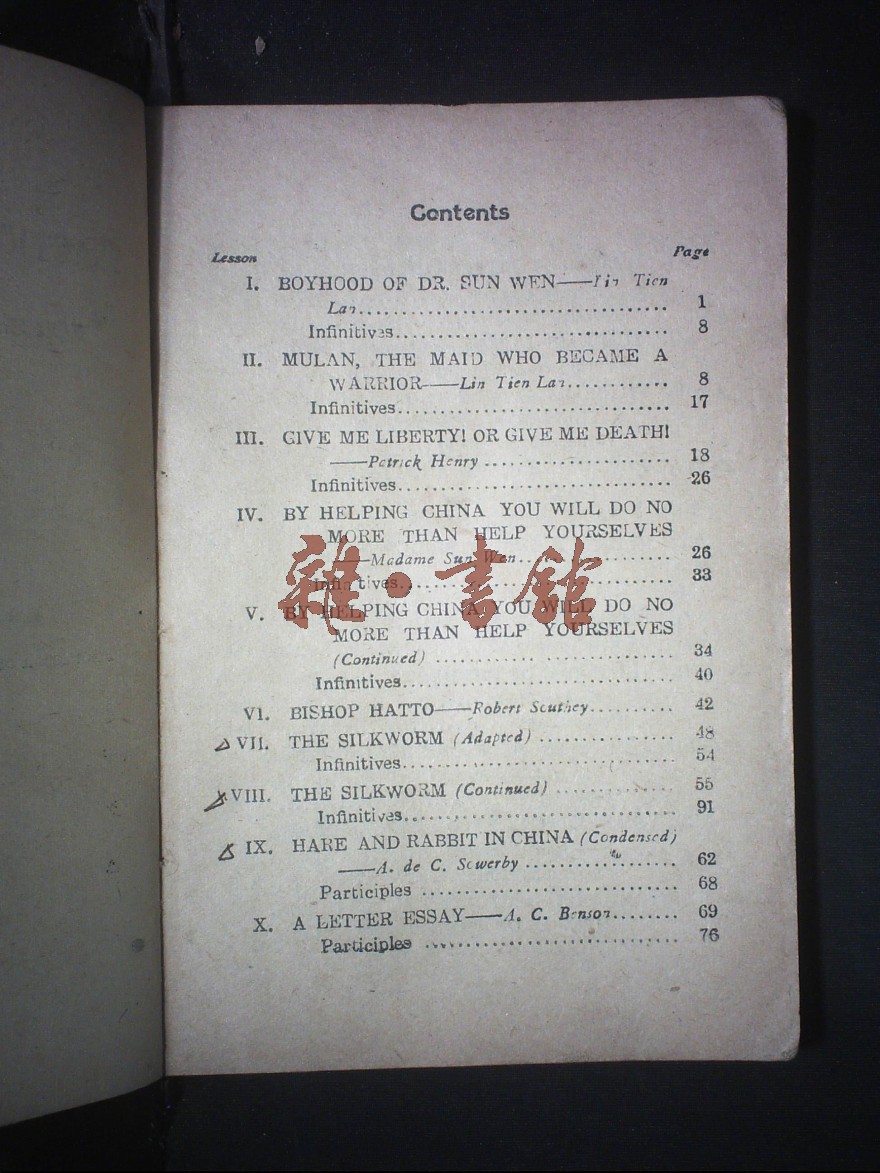 Contents
Lesson Page
I. BOYHOOD OF DR. SUN WEN——Lin Tien
Lan.................................... 1
Infinitives................................ 8
II. MULAN, THE MAID WHO BECAME A
WARRIOR——Lin Tien Lan............ 8
Infinitives................................ 17
III. GIVE ME LIBERTY! OR GIVE ME DEATH!
——Patrick Henry ...................... 18
Infinitives................................ 26
IV. BY HELPING CHINA YOU WILL DO NO
MORE THAN HELP YOURSELVES
——Madame Sun Wen.................. 26
Infinitives................................ 33
雜·書館
V. BY HELPING CHINA YOU WILL DO NO
MORE THAN HELP YOURSELVES
(Continued) ............................ 34
Infinitives................................ 40
VI. BISHOP HATTO——Robert Southey.......... 42
VII. THE SILKWORM (Adapted) ................ 48
Infinitives................................ 54
VIII. THE SILKWORM (Continued) .............. 55
Infinitives................................ 91
IX. HARE AND RABBIT IN CHINA (Condensed)
——A. de C. Sowerby .................. 62
Participles .............................. 68
X. A LETTER ESSAY——A. C. Benson........ 69
Participles .............................. 76